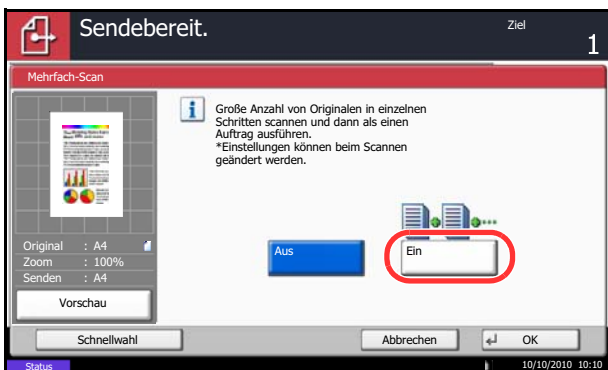 Sendebereit.
Ziel
1
Mehrfach-Scan
Große Anzahl von Originalen in einzelnen
Schritten scannen und dann als einen
Auftrag ausführen.
*Einstellungen können beim Scannen
geändert werden.
Original : A4
Zoom : 100%
Senden : A4
Vorschau
Aus
Ein
Schnellwahl
Abbrechen
OK
Status
10/10/2010 10:10